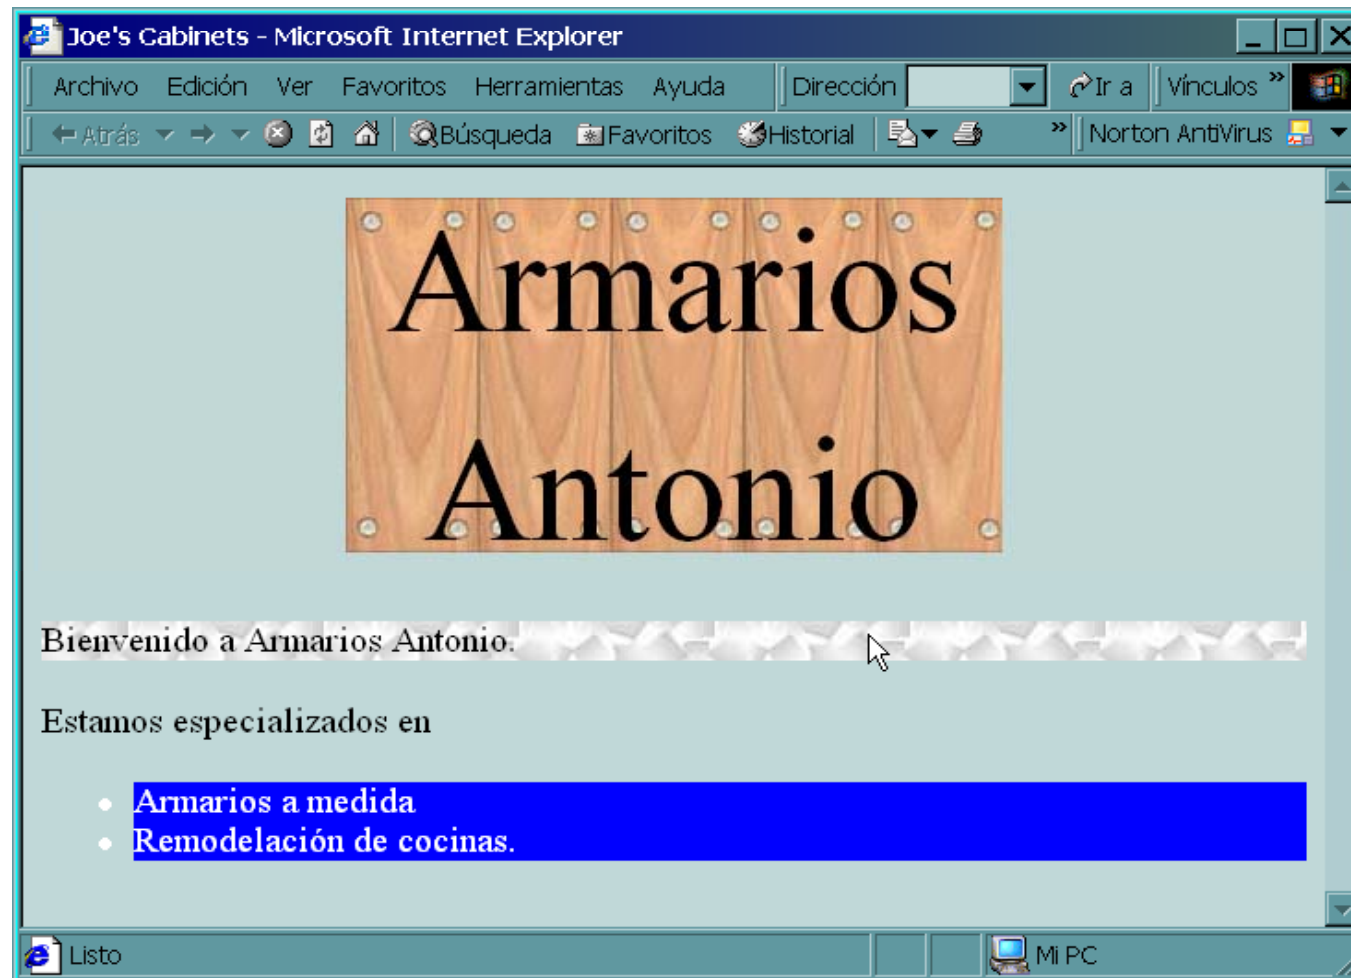 Joe's Cabinets - Microsoft Internet Explorer
Archivo Edición Ver Favoritos Herramientas Ayuda Dirección Ir a Vínculos »
Atrás Búsqueda Favoritos Historial » Norton AntiVirus
Armarios
Antonio
Bienvenido a Armarios Antonio.
Estamos especializados en
Armarios a medida
Remodelación de cocinas.
Listo Mi PC